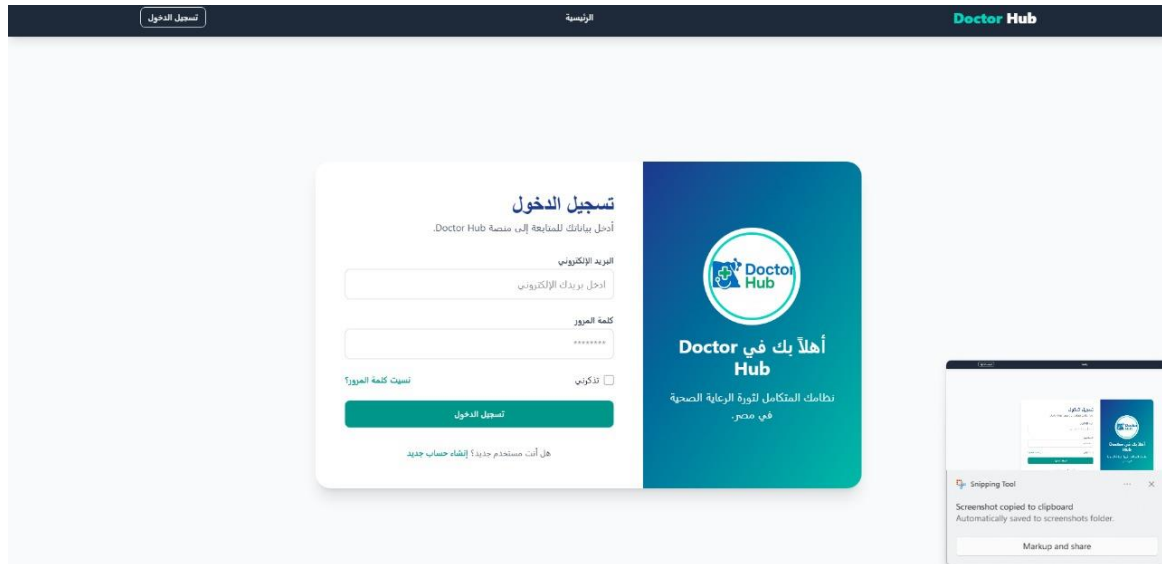 Doctor Hub
الرئيسية
تسجيل الدخول
Doctor
Hub
أهلاً بك في Doctor
Hub
نظامك المتكامل لثورة الرعاية الصحية
في مصر.
تسجيل الدخول
أدخل بياناتك للمتابعة إلى منصة Doctor Hub.
البريد الإلكتروني
ادخل بريدك الإلكتروني
كلمة المرور
********
تذكرني
نسيت كلمة المرور؟
تسجيل الدخول
هل أنت مستخدم جديد؟ إنشاء حساب جديد
Snipping Tool
Screenshot copied to clipboard
Automatically saved to screenshots folder.
Markup and share